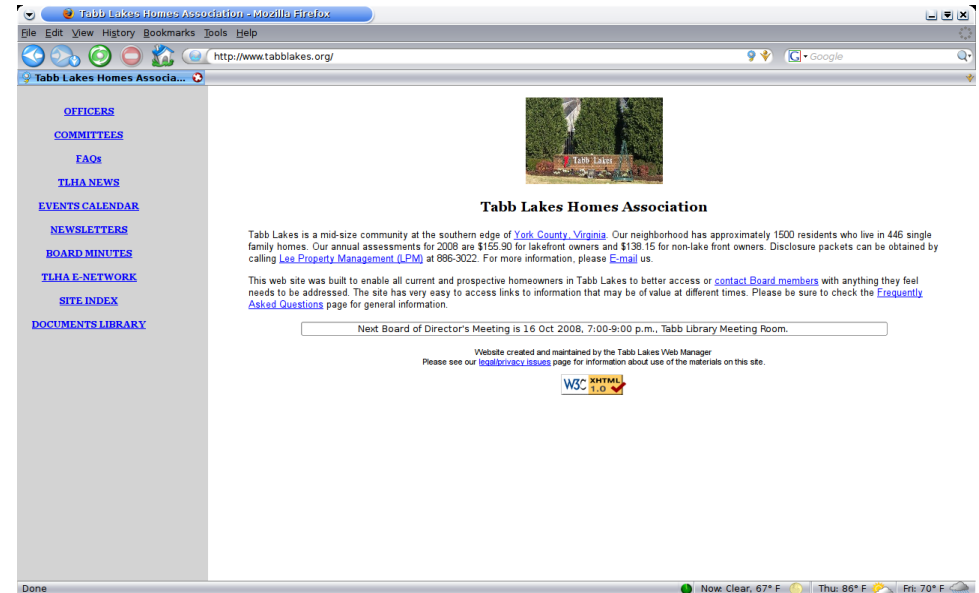 Tabb Lakes Homes Association - Mozilla Firefox
File Edit View History Bookmarks Tools Help
http://www.tabblakes.org/
G Google
Tabb Lakes Homes Associa...
OFFICERS
COMMITTEES
FAQs
TLHA NEWS
EVENTS CALENDAR
NEWSLETTERS
BOARD MINUTES
TLHA E-NETWORK
SITE INDEX
DOCUMENTS LIBRARY
Tabb Lakes
Tabb Lakes Homes Association
Tabb Lakes is a mid-size community at the southern edge of York County, Virginia. Our neighborhood has approximately 1500 residents who live in 446 single
family homes. Our annual assessments for 2008 are $155.90 for lakefront owners and $138.15 for non-lake front owners. Disclosure packets can be obtained by
calling Lee Property Management (LPM) at 886-3022. For more information, please E-mail us.
This web site was built to enable all current and prospective homeowners in Tabb Lakes to better access or contact Board members with anything they feel
needs to be addressed. The site has very easy to access links to information that may be of value at different times. Please be sure to check the Frequently
Asked Questions page for general information.
Next Board of Director's Meeting is 16 Oct 2008, 7:00-9:00 p.m., Tabb Library Meeting Room.
Website created and maintained by the Tabb Lakes Web Manager
Please see our legal/privacy issues page for information about use of the materials on this site.
W3C XHTML 1.0
Done
Now: Clear, 67° F Thu: 86° F Fri: 70° F